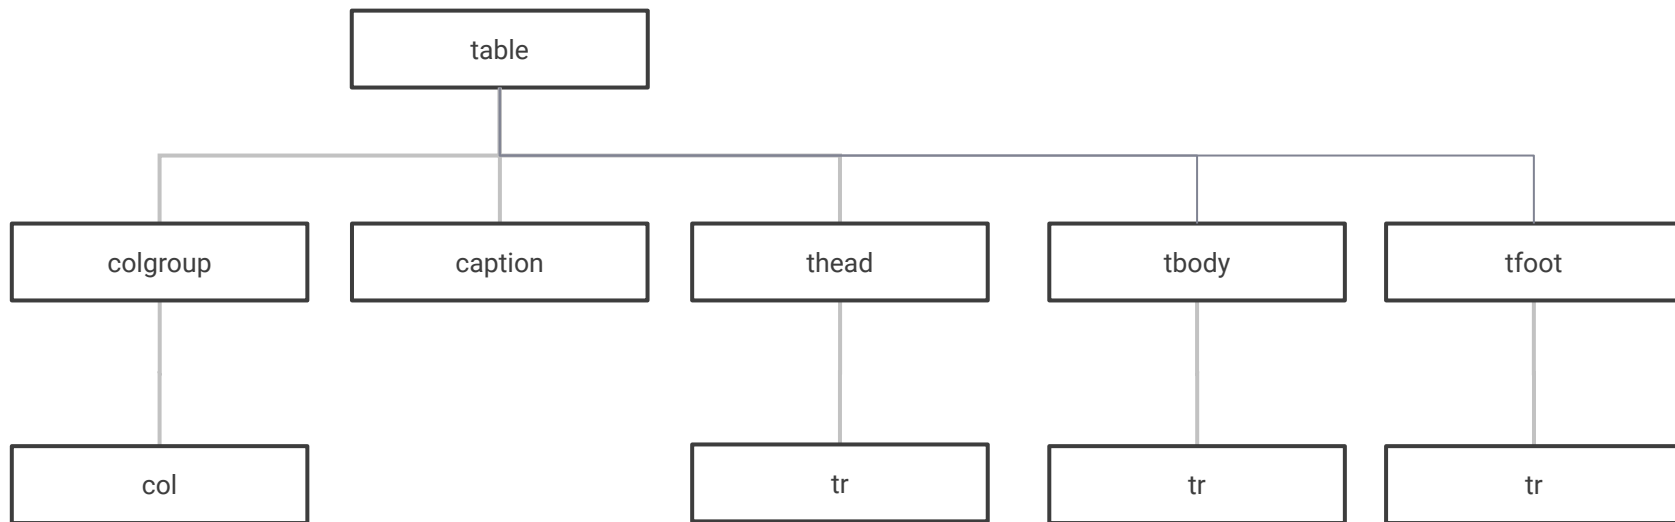 table
colgroup
caption
thead
tbody
tfoot
col
tr
tr
tr